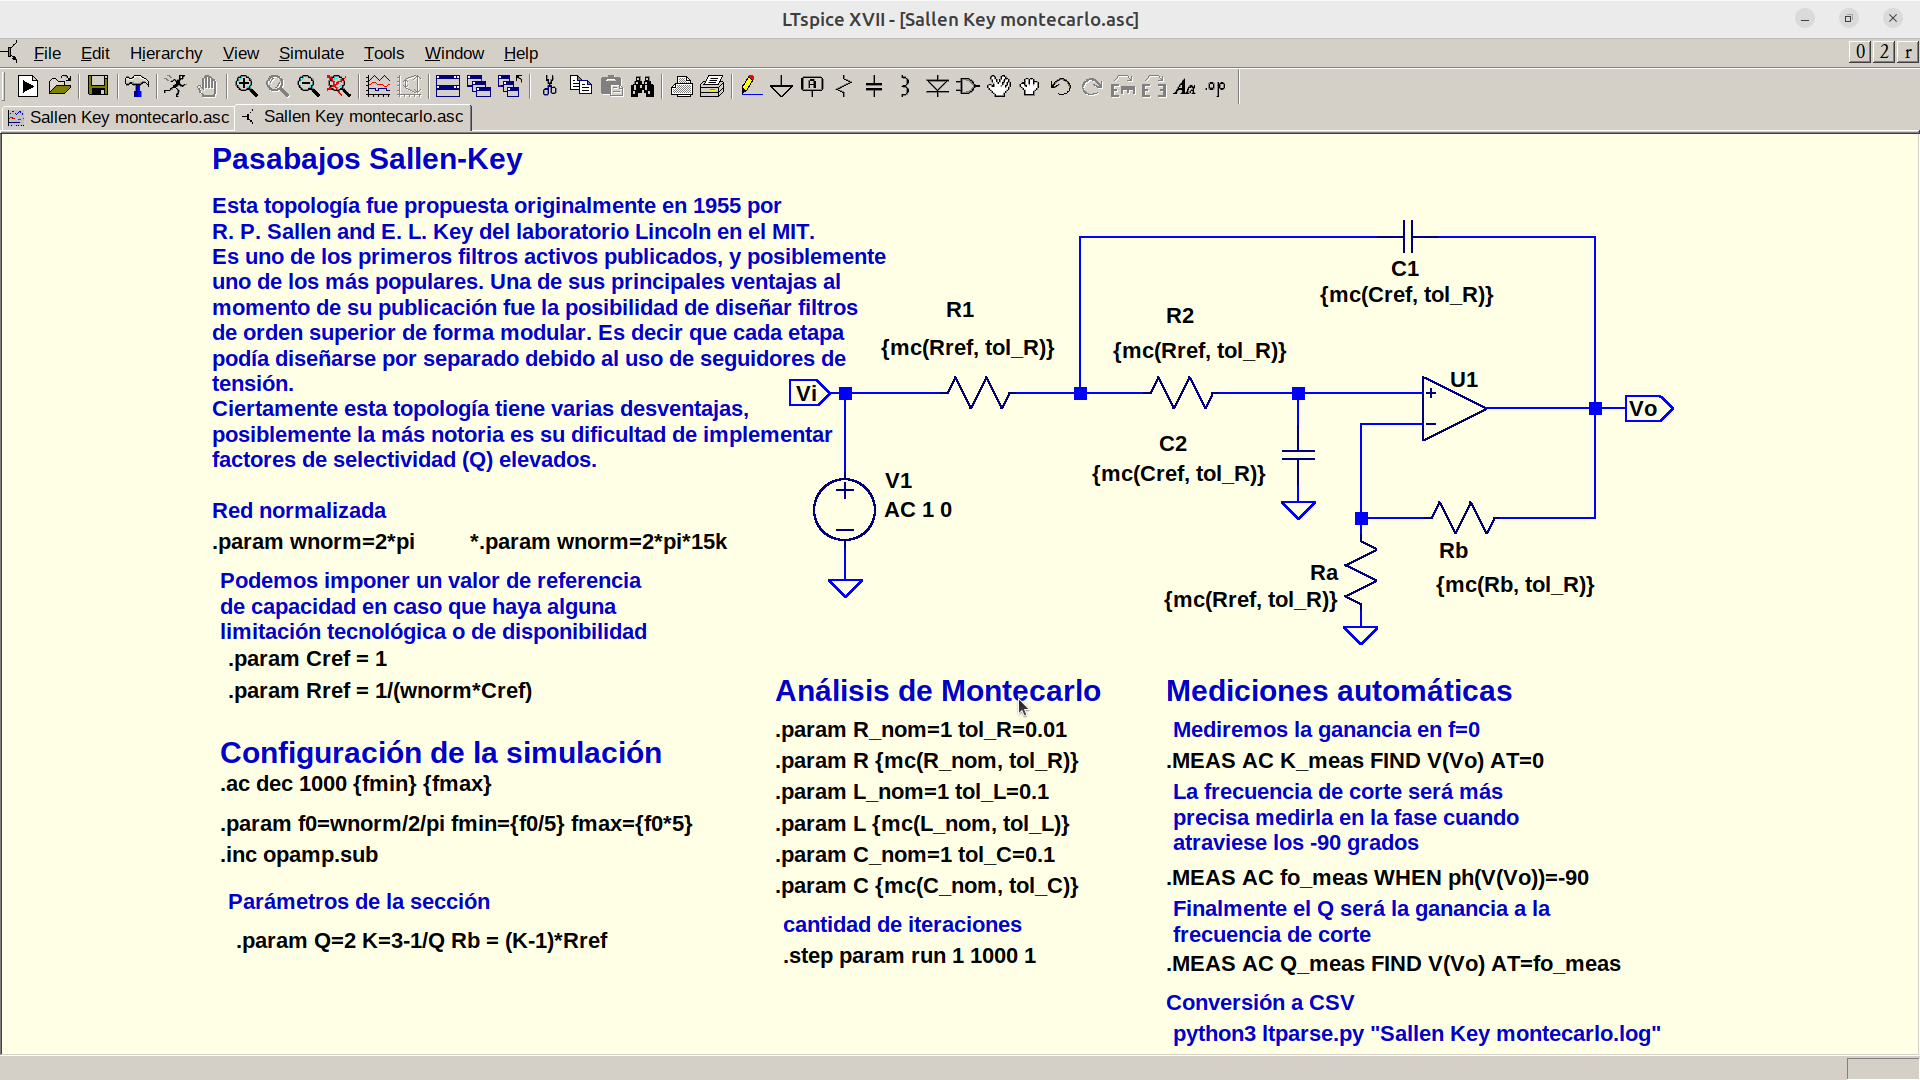 LTspice XVII - [Sallen Key montecarlo.asc]
File Edit Hierarchy View Simulate Tools Window Help
Sallen Key montecarlo.asc Sallen Key montecarlo.asc
Pasabajos Sallen-Key
Esta topología fue propuesta originalmente en 1955 por
R. P. Sallen and E. L. Key del laboratorio Lincoln en el MIT.
Es uno de los primeros filtros activos publicados, y posiblemente
uno de los más populares. Una de sus principales ventajas al
momento de su publicación fue la posibilidad de diseñar filtros
de orden superior de forma modular. Es decir que cada etapa
podía diseñarse por separado debido al uso de seguidores de
tensión.
Ciertamente esta topología tiene varias desventajas,
posiblemente la más notoria es su dificultad de implementar
factores de selectividad (Q) elevados.
Red normalizada
.param wnorm=2*pi *.param wnorm=2*pi*15k
Podemos imponer un valor de referencia
de capacidad en caso que haya alguna
limitación tecnológica o de disponibilidad
.param Cref = 1
.param Rref = 1/(wnorm*Cref)
Configuración de la simulación
.ac dec 1000 {fmin} {fmax}
.param f0=wnorm/2/pi fmin={f0/5} fmax={f0*5}
.inc opamp.sub
Parámetros de la sección
.param Q=2 K=3-1/Q Rb = (K-1)*Rref
C1
{mc(Cref, tol_R)}
R1
{mc(Rref, tol_R)}
R2
{mc(Rref, tol_R)}
Vi
U1
Vo
C2
{mc(Cref, tol_R)}
V1
AC 1 0
Rb
{mc(Rb, tol_R)}
Ra
{mc(Rref, tol_R)}
Análisis de Montecarlo
.param R_nom=1 tol_R=0.01
.param R {mc(R_nom, tol_R)}
.param L_nom=1 tol_L=0.1
.param L {mc(L_nom, tol_L)}
.param C_nom=1 tol_C=0.1
.param C {mc(C_nom, tol_C)}
cantidad de iteraciones
.step param run 1 1000 1
Mediciones automáticas
Mediremos la ganancia en f=0
.MEAS AC K_meas FIND V(Vo) AT=0
La frecuencia de corte será más
precisa medirla en la fase cuando
atraviese los -90 grados
.MEAS AC fo_meas WHEN ph(V(Vo))=-90
Finalmente el Q será la ganancia a la
frecuencia de corte
.MEAS AC Q_meas FIND V(Vo) AT=fo_meas
Conversión a CSV
python3 ltparse.py "Sallen Key montecarlo.log"